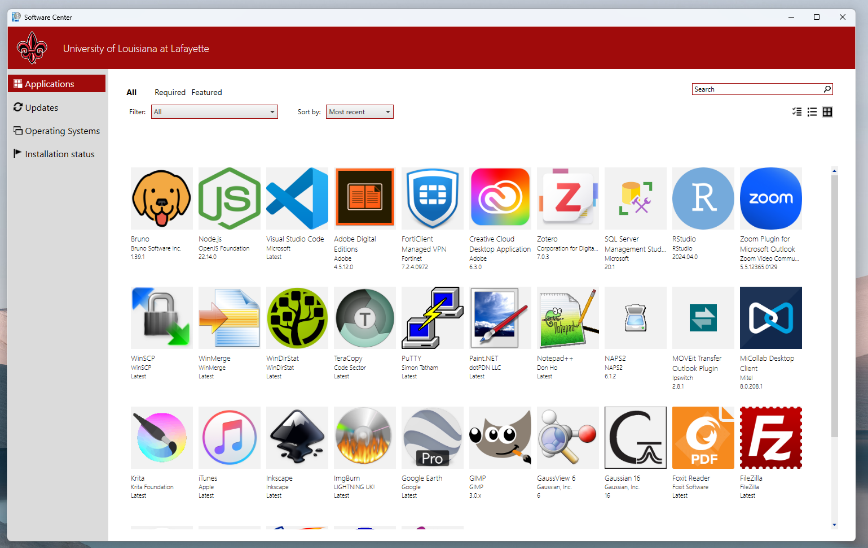 Software Center
University of Louisiana at Lafayette
Applications
Updates
Operating Systems
Installation status
All Required Featured
Search
Filter: All
Sort by: Most recent
JS
R
zoom
Bruno
Bruno Software Inc.
1.39.1
Node.js
OpenJS Foundation
22.14.0
Visual Studio Code
Microsoft
Latest
Adobe Digital
Editions
Adobe
4.5.12.0
FortiClient
Managed VPN
Fortinet
7.2.4.0972
Creative Cloud
Desktop Application
Adobe
6.3.0
Zotero
Corporation for Digita...
7.0.3
SQL Server
Management Stud...
Microsoft
20.1
RStudio
RStudio
2024.04.0
Zoom Plugin for
Microsoft Outlook
Zoom Video Commu...
5.5.12365.0129
WinSCP
WinSCP
Latest
WinMerge
WinMerge
Latest
WinDirStat
WinDirStat
Latest
T
TeraCopy
Code Sector
Latest
PuTTY
Simon Tatham
Latest
Paint.NET
dotPDN LLC
Latest
Notepad++
Don Ho
Latest
NAPS2
NAPS2
6.1.2
MOVEit Transfer
Outlook Plugin
Ipswitch
2.8.1
MiCollab Desktop
Client
Mitel
9.0.208.1
Krita
Krita Foundation
Latest
iTunes
Apple
Latest
Inkscape
Inkscape
Latest
ImgBurn
LIGHTNING UK!
Latest
Pro
Google Earth
Google
Latest
GIMP
GIMP
3.0.x
GaussView 6
Gaussian, Inc.
6
Gaussian 16
Gaussian, Inc.
16
PDF
Foxit Reader
Foxit Software
Latest
Fz
FileZilla
FileZilla
Latest